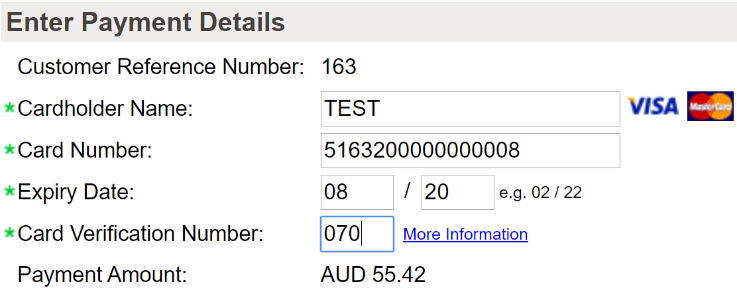 Enter Payment Details
Customer Reference Number: 163
*Cardholder Name: TEST VISA MasterCard
*Card Number: 5163200000000008
*Expiry Date: 08 / 20 e.g. 02 / 22
*Card Verification Number: 070 More Information
Payment Amount: AUD 55.42